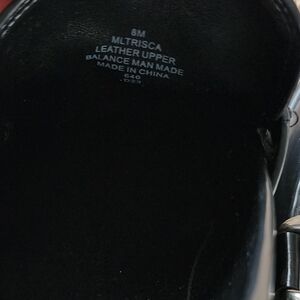 8M
MLTRISCA
LEATHER UPPER
BALANCE MAN MADE
MADE IN CHINA